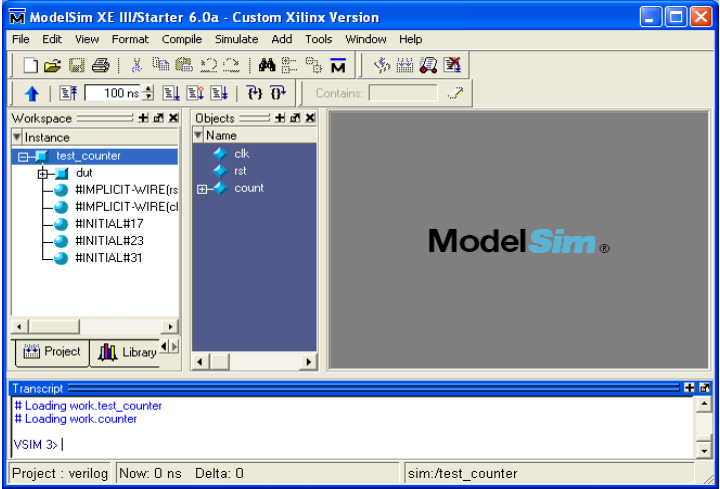 ModelSim XE III/Starter 6.0a - Custom Xilinx Version
File Edit View Format Compile Simulate Add Tools Window Help
100 ns Contains:
Workspace
Instance
test_counter
dut
#IMPLICIT-WIRE(rs
#IMPLICIT-WIRE(cl
#INITIAL#17
#INITIAL#23
#INITIAL#31
Project Library
Objects
Name
clk
rst
count
ModelSim ®
Transcript
# Loading work.test_counter
# Loading work.counter
VSIM 3>
Project : verilog Now: 0 ns Delta: 0 sim:/test_counter